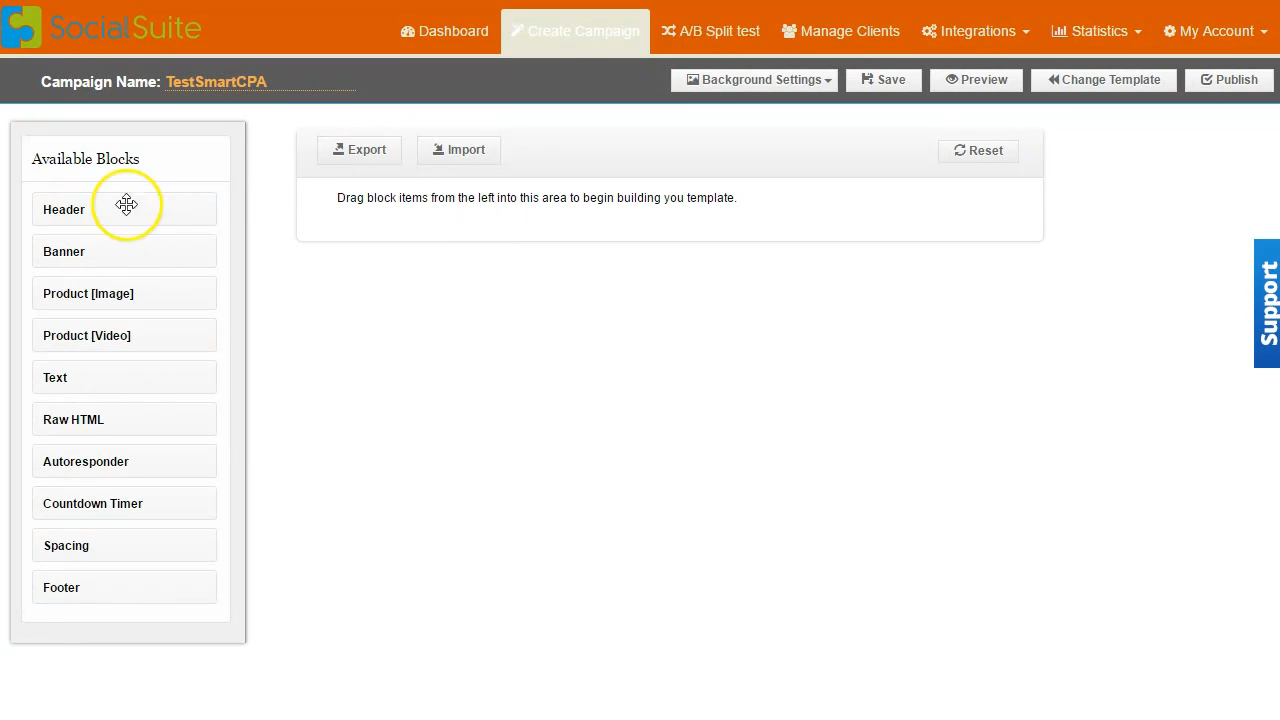 SocialSuite
Dashboard
Create Campaign
A/B Split test
Manage Clients
Integrations
Statistics
My Account
Campaign Name: TestSmartCPA
Background Settings
Save
Preview
Change Template
Publish
Available Blocks
Header
Banner
Product [Image]
Product [Video]
Text
Raw HTML
Autoresponder
Countdown Timer
Spacing
Footer
Export
Import
Reset
Drag block items from the left into this area to begin building you template.
Support